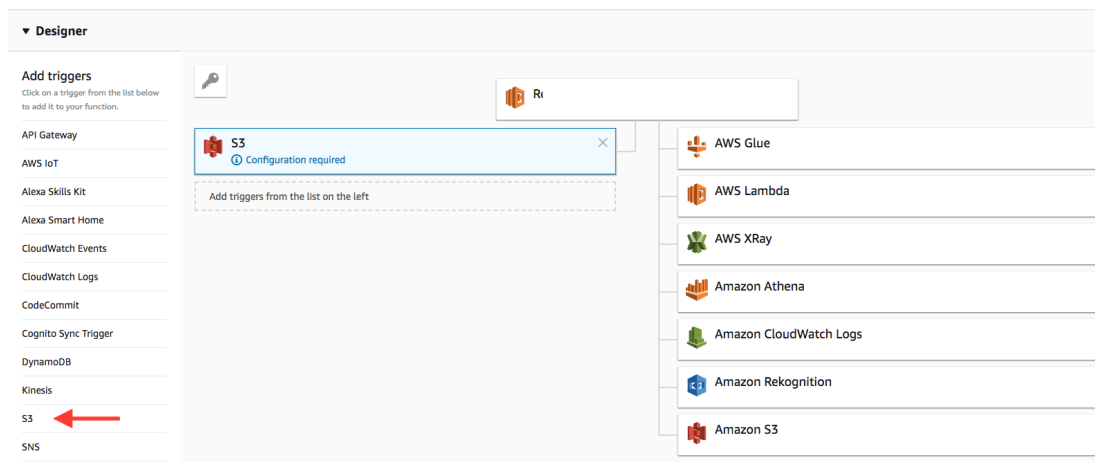 Designer
Add triggers
Click on a trigger from the list below
to add it to your function.
API Gateway
AWS IoT
Alexa Skills Kit
Alexa Smart Home
CloudWatch Events
CloudWatch Logs
CodeCommit
Cognito Sync Trigger
DynamoDB
Kinesis
S3
SNS
S3
Configuration required
Add triggers from the list on the left
AWS Glue
AWS Lambda
AWS XRay
Amazon Athena
Amazon CloudWatch Logs
Amazon Rekognition
Amazon S3